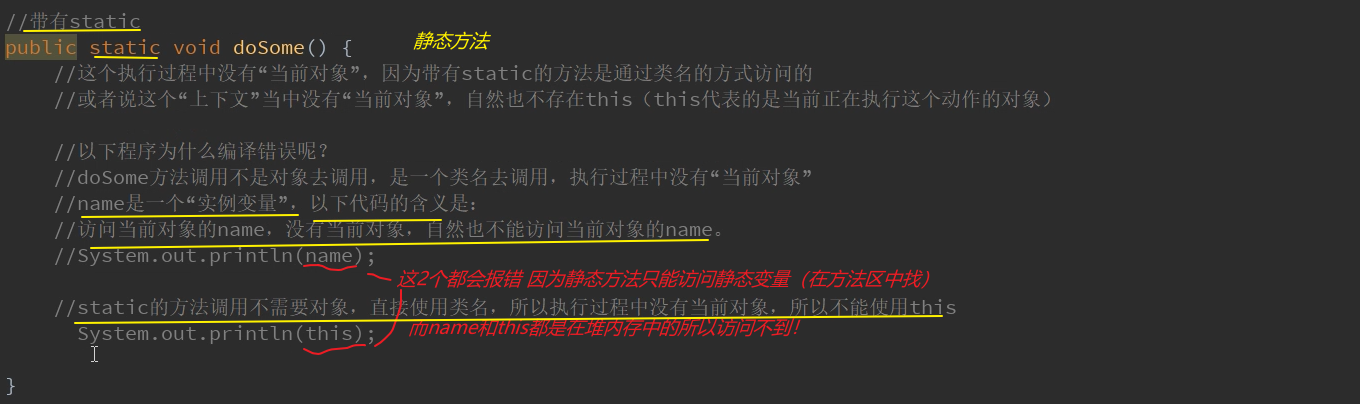 //带有static
public static void doSome() {
静态方法
//这个执行过程中没有“当前对象”，因为带有static的方法是通过类名的方式访问的
//或者说这个“上下文”当中没有“当前对象”，自然也不存在this（this代表的是当前正在执行这个动作的对象）
//以下程序为什么编译错误呢？
//doSome方法调用不是对象去调用，是一个类名去调用，执行过程中没有“当前对象”
//name是一个“实例变量”，以下代码的含义是：
//访问当前对象的name，没有当前对象，自然也不能访问当前对象的name。
//System.out.println(name);
这2个都会报错 因为静态方法只能访问静态变量（在方法区中找）
//static的方法调用不需要对象，直接使用类名，所以执行过程中没有当前对象，所以不能使用this
System.out.println(this);
而name和this都是在堆内存中的所以访问不到！
}